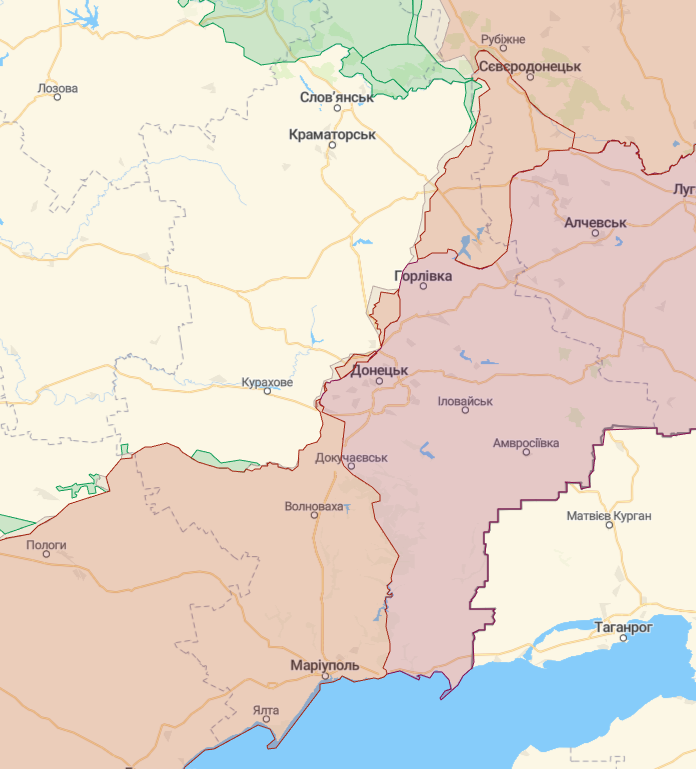 Рубіжне
Сєвєродонецьк
Лозова
Слов'янськ
Краматорськ
Луг
Алчевськ
Горлівка
Донецьк
Курахове
Іловайськ
Амвросіївка
Докучаєвськ
Волноваха
Матвієв Курган
Пологи
Таганрог
Маріуполь
Ялта